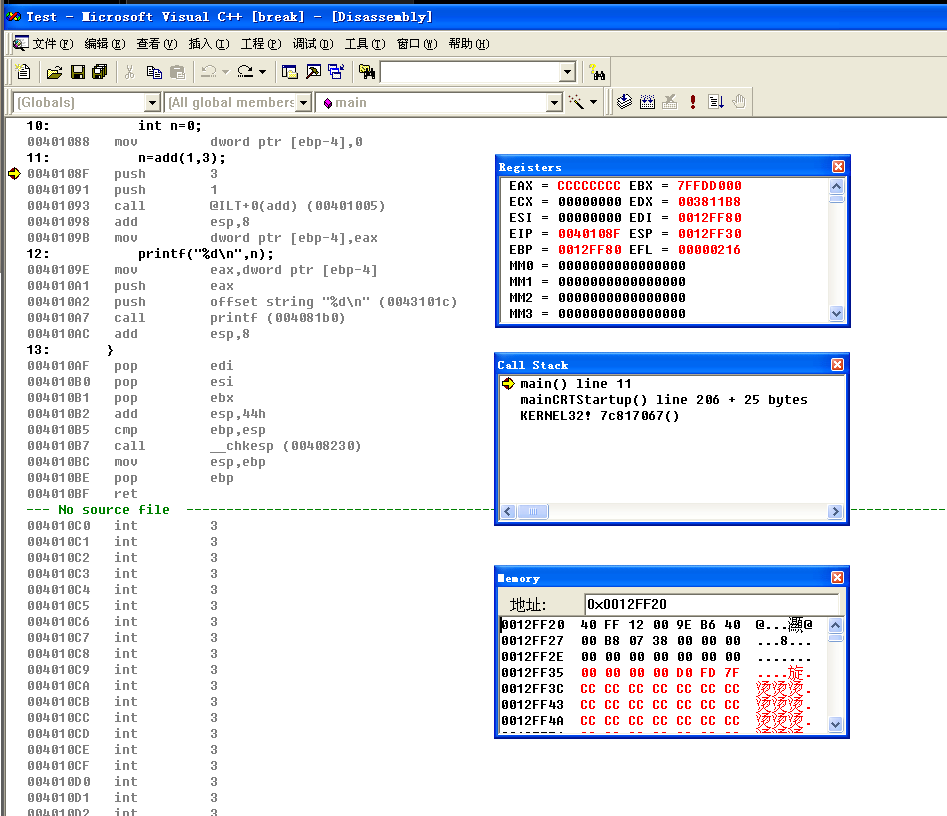 Test - Microsoft Visual C++ [break] - [Disassembly]
文件(F) 编辑(E) 查看(V) 插入(I) 工程(P) 调试(D) 工具(T) 窗口(W) 帮助(H)
(Globals) [All global members main
10: int n=0;
00401088 mov dword ptr [ebp-4],0
11: n=add(1,3);
0040108F push 3
00401091 push 1
00401093 call @ILT+0(add) (00401005)
00401098 add esp,8
0040109B mov dword ptr [ebp-4],eax
12: printf("%d\n",n);
0040109E mov eax,dword ptr [ebp-4]
004010A1 push eax
004010A2 push offset string "%d\n" (0043101c)
004010A7 call printf (004081b0)
004010AC add esp,8
13: }
004010AF pop edi
004010B0 pop esi
004010B1 pop ebx
004010B2 add esp,44h
004010B5 cmp ebp,esp
004010B7 call __chkesp (00408230)
004010BC mov esp,ebp
004010BE pop ebp
004010BF ret
--- No source file
004010C0 int 3
004010C1 int 3
004010C2 int 3
004010C3 int 3
004010C4 int 3
004010C5 int 3
004010C6 int 3
004010C7 int 3
004010C8 int 3
004010C9 int 3
004010CA int 3
004010CB int 3
004010CC int 3
004010CD int 3
004010CE int 3
004010CF int 3
004010D0 int 3
004010D1 int 3
004010D2 int 3
Registers
EAX = CCCCCCCC EBX = 7FFDD000
ECX = 00000000 EDX = 003811B8
ESI = 00000000 EDI = 0012FF80
EIP = 0040108F ESP = 0012FF30
EBP = 0012FF80 EFL = 00000216
MM0 = 0000000000000000
MM1 = 0000000000000000
MM2 = 0000000000000000
MM3 = 0000000000000000
Call Stack
main() line 11
mainCRTStartup() line 206 + 25 bytes
KERNEL32! 7c817067()
Memory
地址: 0x0012FF20
0012FF20 40 FF 12 00 9E B6 40 @...灦@
0012FF27 00 B8 07 38 00 00 00 ...8...
0012FF2E 00 00 00 00 00 00 00 .......
0012FF35 00 00 00 00 D0 FD 7F ....旋.
0012FF3C CC CC CC CC CC CC CC 烫烫烫.
0012FF43 CC CC CC CC CC CC CC 烫烫烫.
0012FF4A CC CC CC CC CC CC CC 烫烫烫.